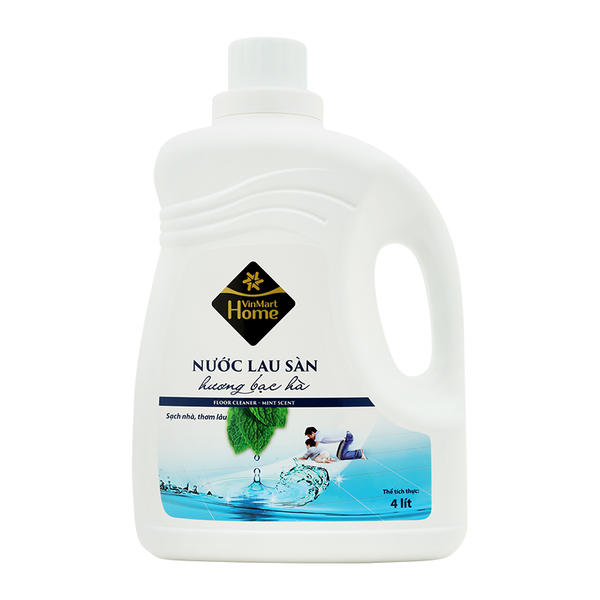 VinMart
Home
NƯỚC LAU SÀN
hương bạc hà
FLOOR CLEANER - MINT SCENT
Sạch nhà, thơm lâu
Thể tích thực:
4 lít